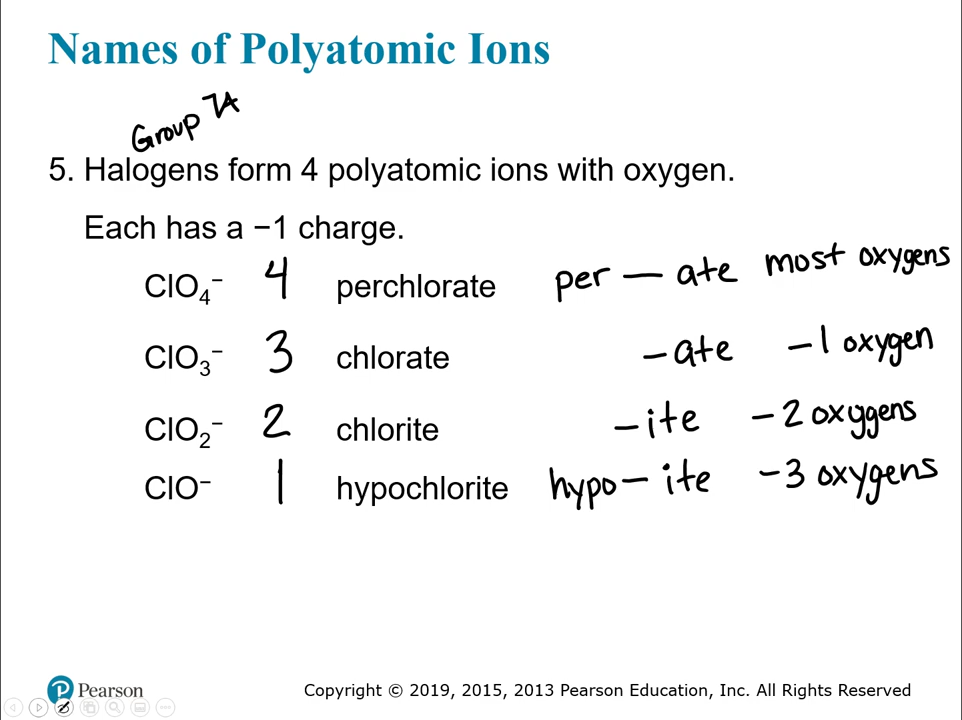 Names of Polyatomic Ions
Group 7A
5. Halogens form 4 polyatomic ions with oxygen.
Each has a −1 charge.
ClO₄⁻ 4 perchlorate per — ate most oxygens
ClO₃⁻ 3 chlorate – ate – 1 oxygen
ClO₂⁻ 2 chlorite – ite – 2 oxygens
ClO⁻ 1 hypochlorite hypo – ite – 3 oxygens
Pearson
Copyright © 2019, 2015, 2013 Pearson Education, Inc. All Rights Reserved